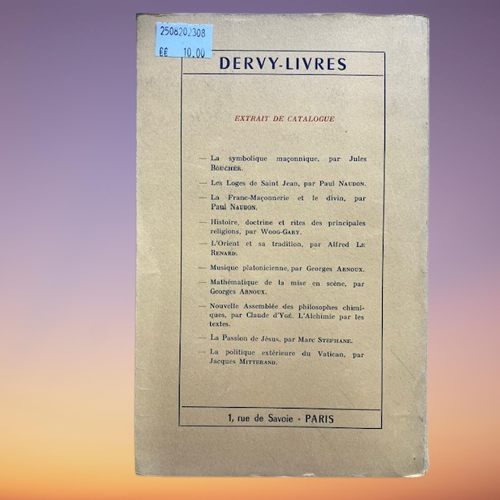 2508202308
EE 10.00
DERVY-LIVRES
EXTRAIT DE CATALOGUE
— La symbolique maçonnique, par Jules
BOUCHER.
— Les Loges de Saint Jean, par Paul NAUDON.
— La Franc-Maçonnerie et le divin, par
Paul NAUDON.
— Histoire, doctrine et rites des principales
religions, par WOOG-GARY.
— L'Orient et sa tradition, par Alfred LE
RENARD.
— Musique platonicienne, par Georges ARNOUX.
— Mathématique de la mise en scène, par
Georges ARNOUX.
— Nouvelle Assemblée des philosophes chimi-
ques, par Claude d'YGÉ. L'Alchimie par les
textes.
— La Passion de Jésus, par Marc STEPHANE.
— La politique extérieure du Vatican, par
Jacques MITTERAND.
1, rue de Savoie - PARIS